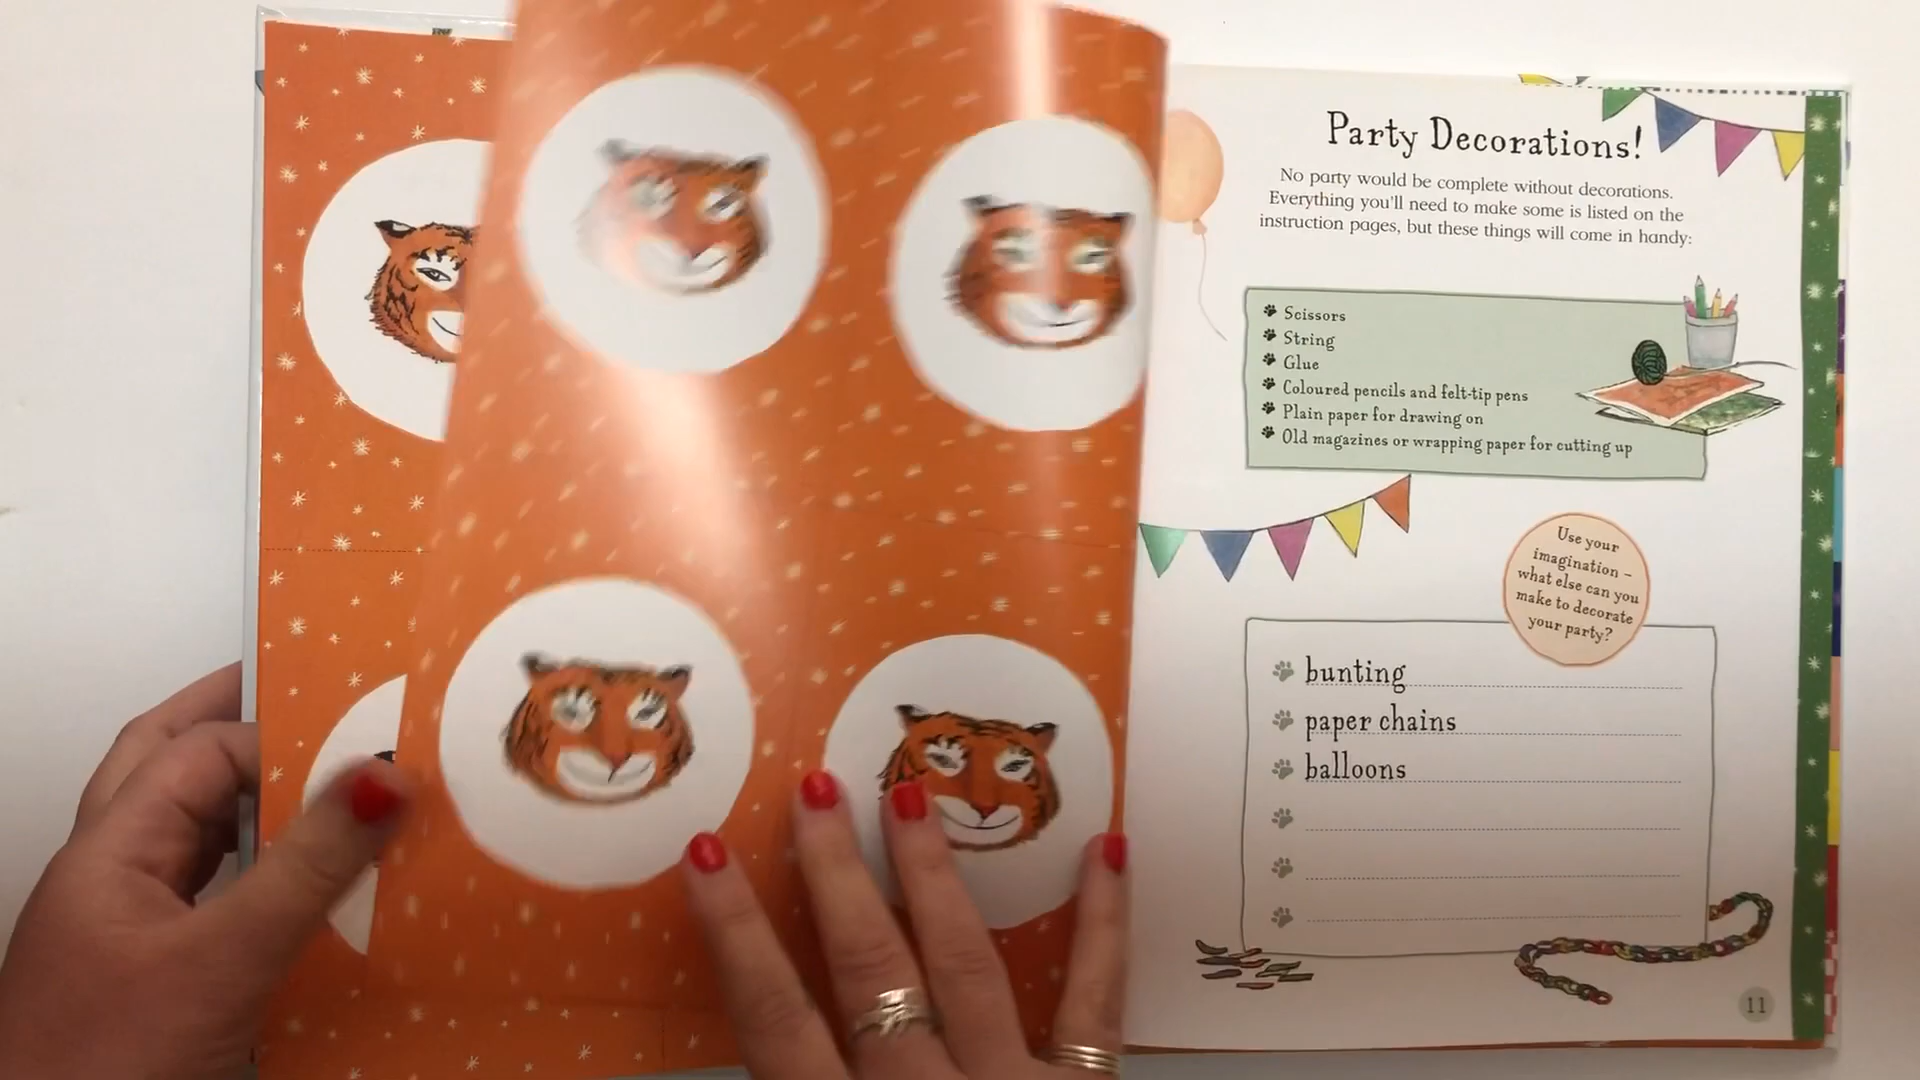 Party Decorations!
No party would be complete without decorations.
Everything you'll need to make some is listed on the
instruction pages, but these things will come in handy:
Scissors
String
Glue
Coloured pencils and felt-tip pens
Plain paper for drawing on
Old magazines or wrapping paper for cutting up
Use your
imagination –
what else can you
make to decorate
your party?
bunting
paper chains
balloons
11